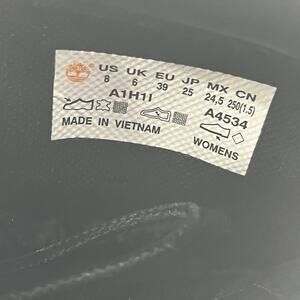 US UK EU JP MX CN
8 6 39 25 24,5 250(1.5)
A1H1I A4534
MADE IN VIETNAM WOMENS